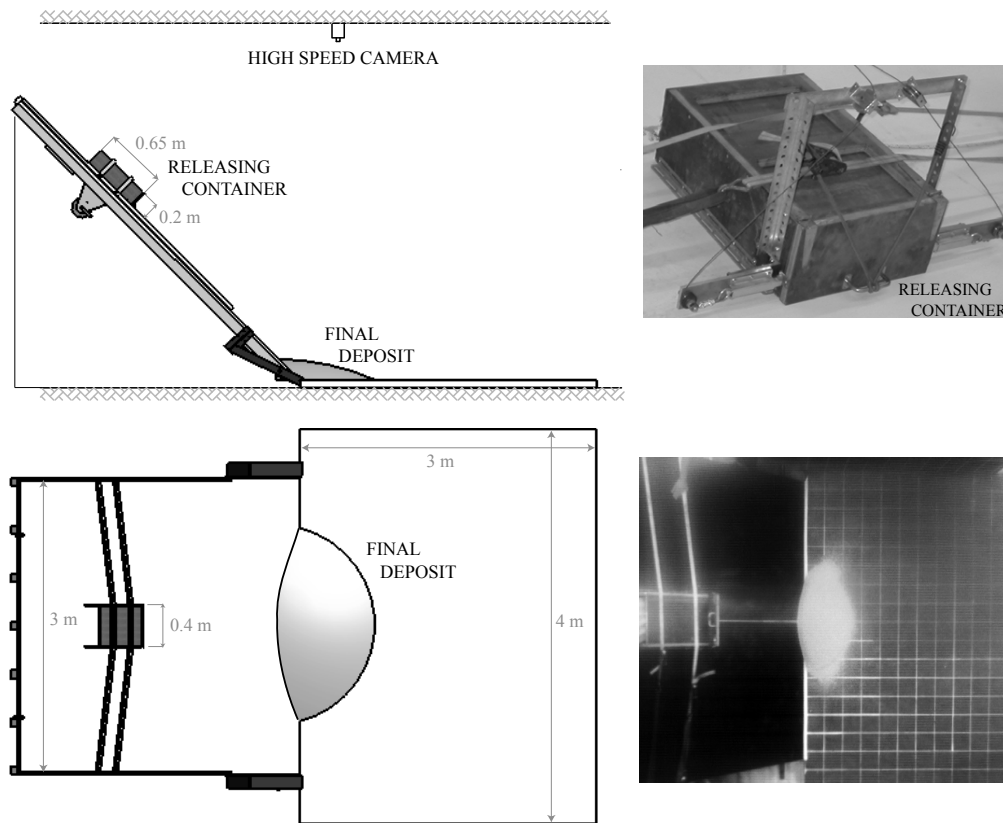 HIGH SPEED CAMERA
0.65 m
RELEASING
CONTAINER
0.2 m
FINAL
DEPOSIT
RELEASING
CONTAINER
3 m
FINAL
DEPOSIT
3 m
0.4 m
4 m